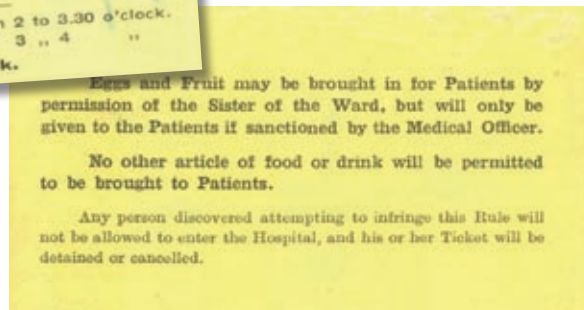 2 to 3.30 o'clock.
3 „ 4 „
k.
Eggs and Fruit may be brought in for Patients by
permission of the Sister of the Ward, but will only be
given to the Patients if sanctioned by the Medical Officer.
No other article of food or drink will be permitted
to be brought to Patients.
Any person discovered attempting to infringe this Rule will
not be allowed to enter the Hospital, and his or her Ticket will be
detained or cancelled.